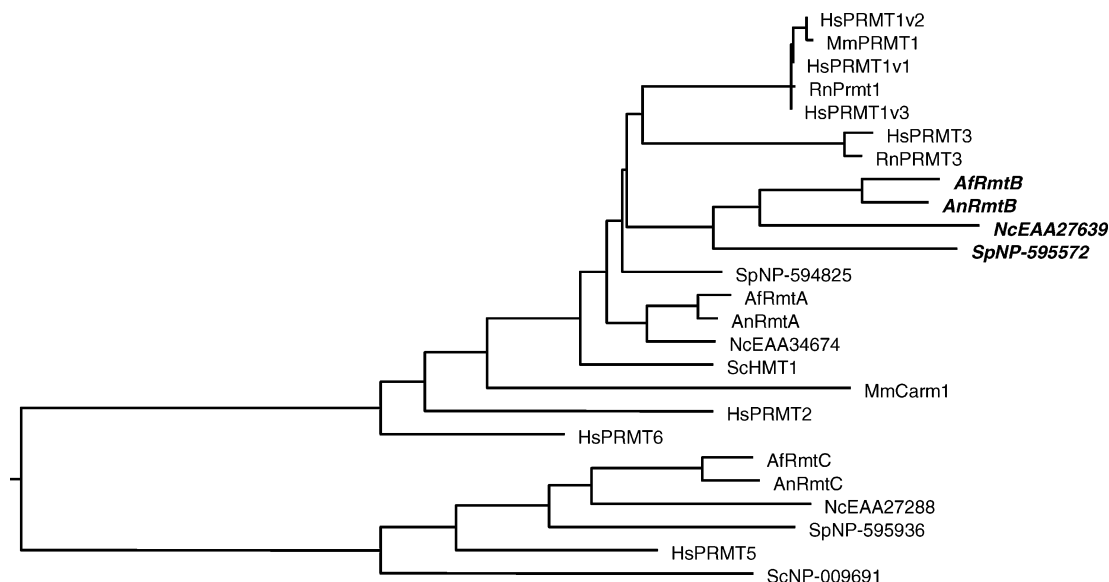 HsPRMT1v2
MmPRMT1
HsPRMT1v1
RnPrmt1
HsPRMT1v3
HsPRMT3
RnPRMT3
AfRmtB
AnRmtB
NcEAA27639
SpNP-595572
SpNP-594825
AfRmtA
AnRmtA
NcEAA34674
ScHMT1
MmCarm1
HsPRMT2
HsPRMT6
AfRmtC
AnRmtC
NcEAA27288
SpNP-595936
HsPRMT5
ScNP-009691